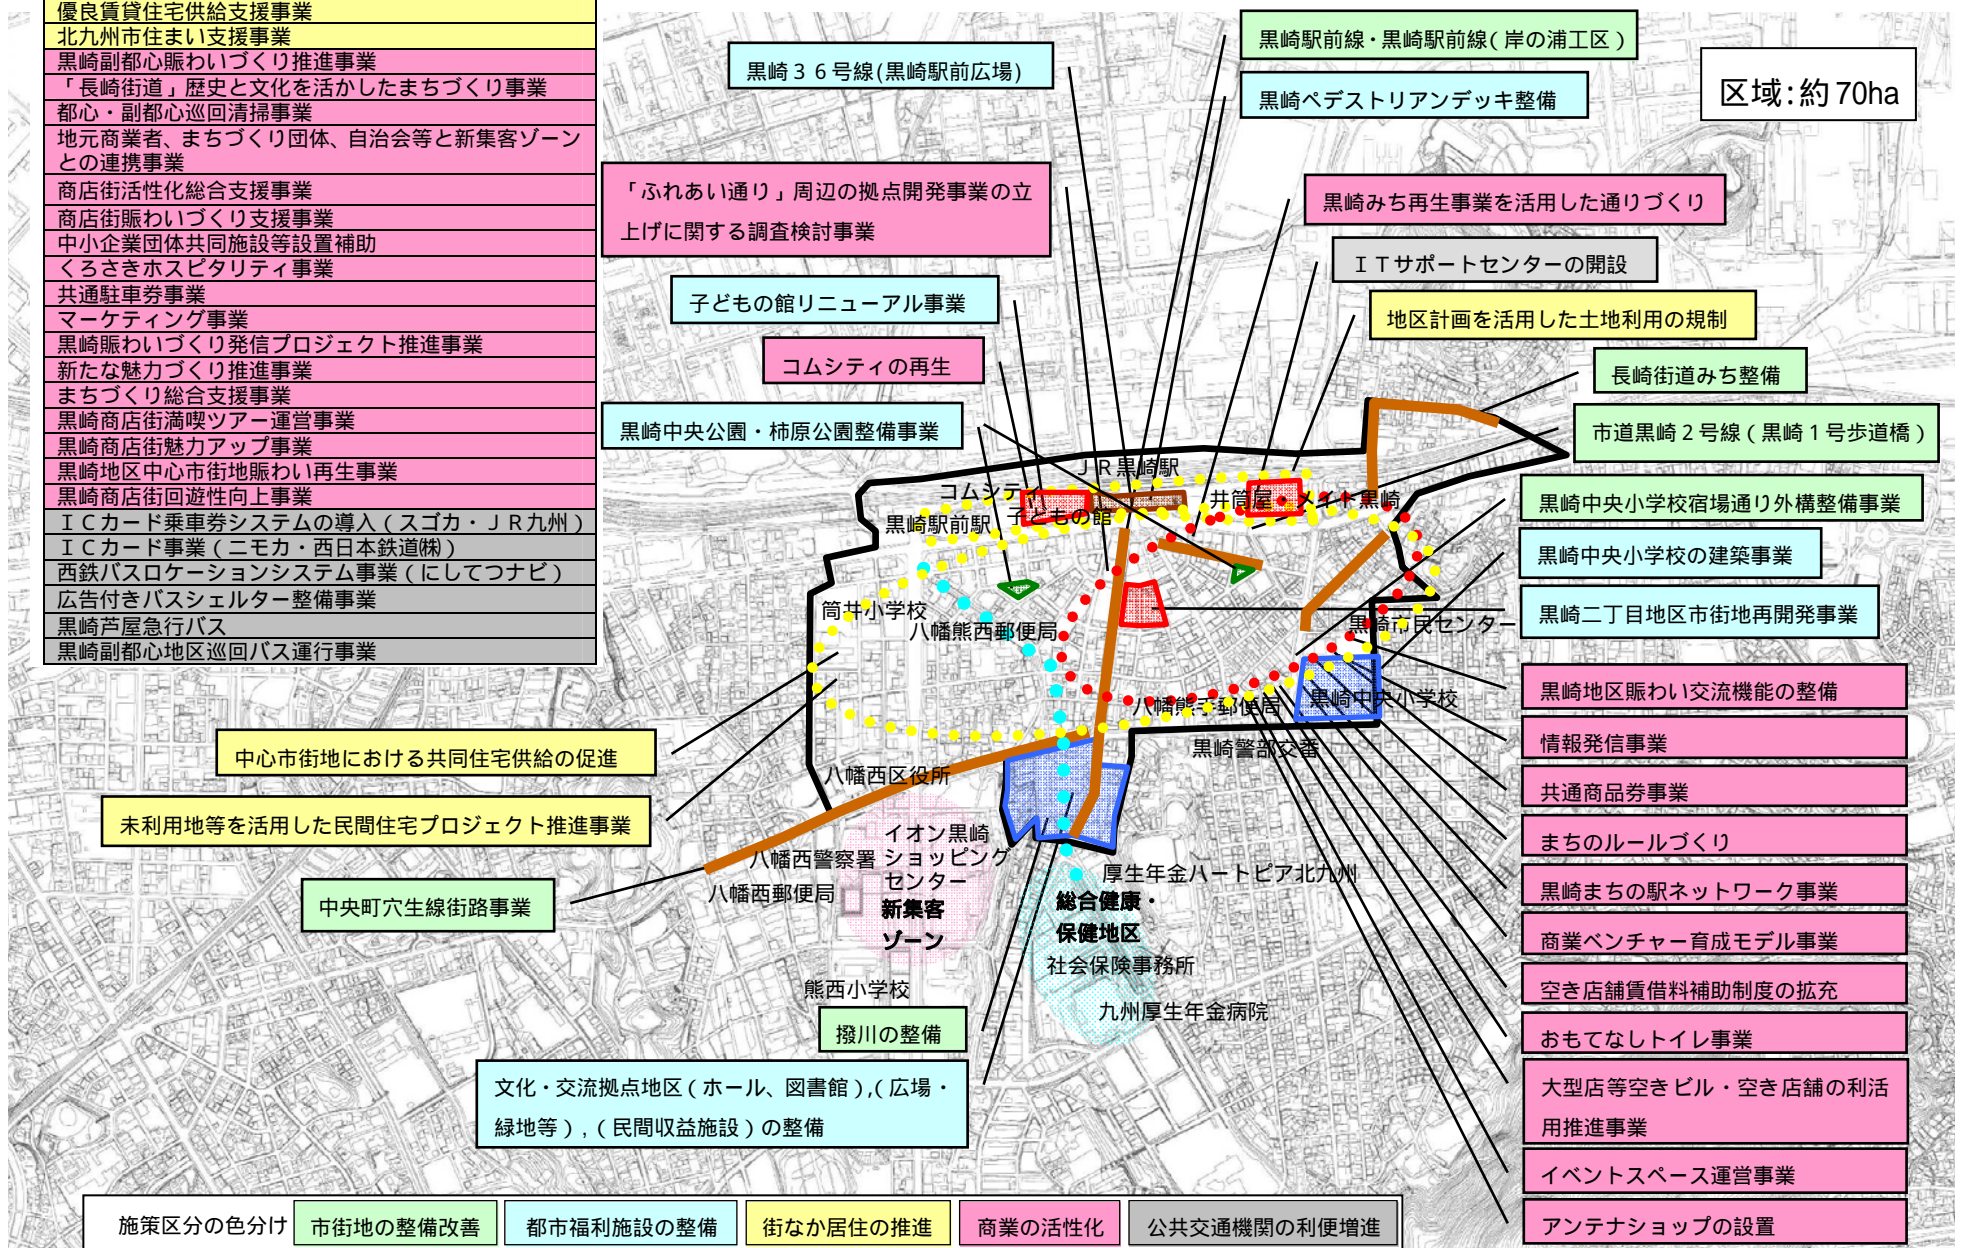 優良賃貸住宅供給支援事業
北九州市住まい支援事業
黒崎副都心賑わいづくり推進事業
「長崎街道」歴史と文化を活かしたまちづくり事業
都心・副都心巡回清掃事業
地元商業者、まちづくり団体、自治会等と新集客ゾーン
との連携事業
商店街活性化総合支援事業
商店街賑わいづくり支援事業
中小企業団体共同施設等設置補助
くろさきホスピタリティ事業
共通駐車券事業
マーケティング事業
黒崎賑わいづくり発信プロジェクト推進事業
新たな魅力づくり推進事業
まちづくり総合支援事業
黒崎商店街満喫ツアー運営事業
黒崎商店街魅力アップ事業
黒崎地区中心市街地賑わい再生事業
黒崎商店街回遊性向上事業
ＩＣカード乗車券システムの導入（スゴカ・ＪＲ九州）
ＩＣカード事業（ニモカ・西日本鉄道㈱）
西鉄バスロケーションシステム事業（にしてつナビ）
広告付きバスシェルター整備事業
黒崎芦屋急行バス
黒崎副都心地区巡回バス運行事業
黒崎３６号線(黒崎駅前広場)
「ふれあい通り」周辺の拠点開発事業の立
上げに関する調査検討事業
子どもの館リニューアル事業
コムシティの再生
黒崎中央公園・柿原公園整備事業
黒崎駅前線・黒崎駅前線(岸の浦工区)
黒崎ペデストリアンデッキ整備
区域:約70ha
黒崎みち再生事業を活用した通りづくり
ＩＴサポートセンターの開設
地区計画を活用した土地利用の規制
長崎街道みち整備
市道黒崎２号線（黒崎１号歩道橋）
黒崎中央小学校宿場通り外構整備事業
黒崎中央小学校の建築事業
黒崎二丁目地区市街地再開発事業
黒崎地区賑わい交流機能の整備
情報発信事業
共通商品券事業
まちのルールづくり
黒崎まちの駅ネットワーク事業
商業ベンチャー育成モデル事業
空き店舗賃借料補助制度の拡充
おもてなしトイレ事業
大型店等空きビル・空き店舗の利活
用推進事業
イベントスペース運営事業
アンテナショップの設置
ＪＲ黒崎駅
コムシティ
子どもの館
井筒屋・メイト黒崎
黒崎駅前駅
筒井小学校
八幡熊西郵便局
黒崎市民センター
黒崎中央小学校
八幡熊手郵便局
黒崎警部交番
八幡西区役所
イオン黒崎
ショッピング
センター
八幡西警察署
八幡西郵便局
新集客
ゾーン
厚生年金ハートピア北九州
総合健康・
保健地区
社会保険事務所
九州厚生年金病院
熊西小学校
中心市街地における共同住宅供給の促進
未利用地等を活用した民間住宅プロジェクト推進事業
中央町穴生線街路事業
撥川の整備
文化・交流拠点地区（ホール、図書館）,（広場・
緑地等）,（民間収益施設）の整備
施策区分の色分け
市街地の整備改善
都市福利施設の整備
街なか居住の推進
商業の活性化
公共交通機関の利便増進